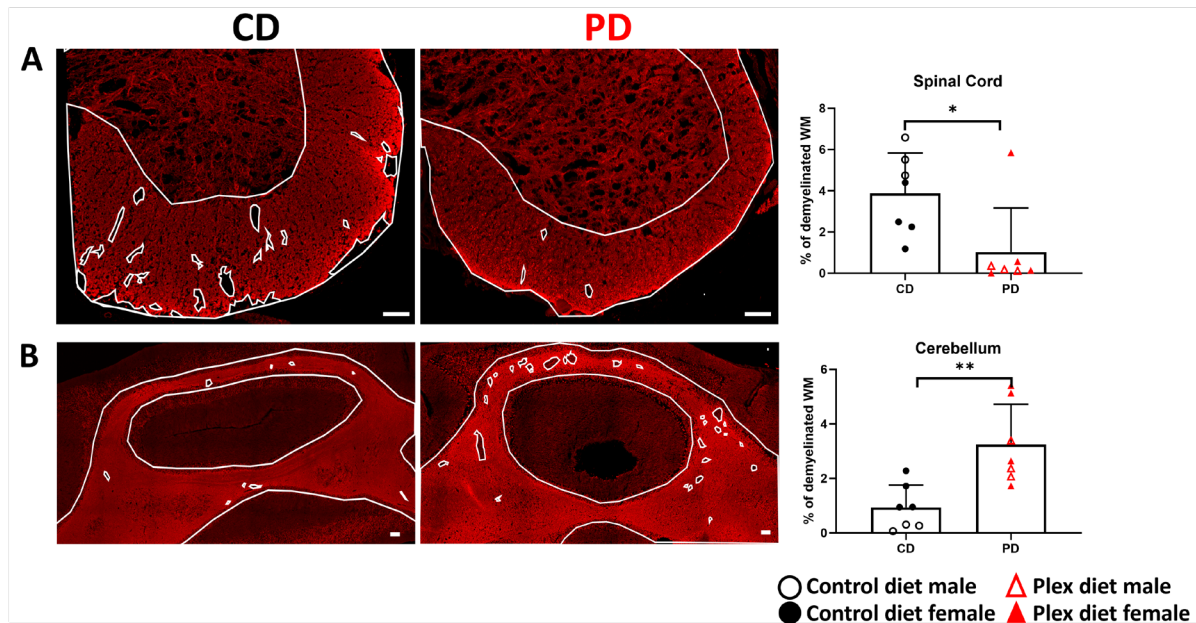 CD PD
A
Spinal Cord
% of demyelinated WM
8
*
6
4
2
0
CD PD
B
Cerebellum
% of demyelinated WM
6
**
4
2
0
CD PD
Control diet male Plex diet male
Control diet female Plex diet female